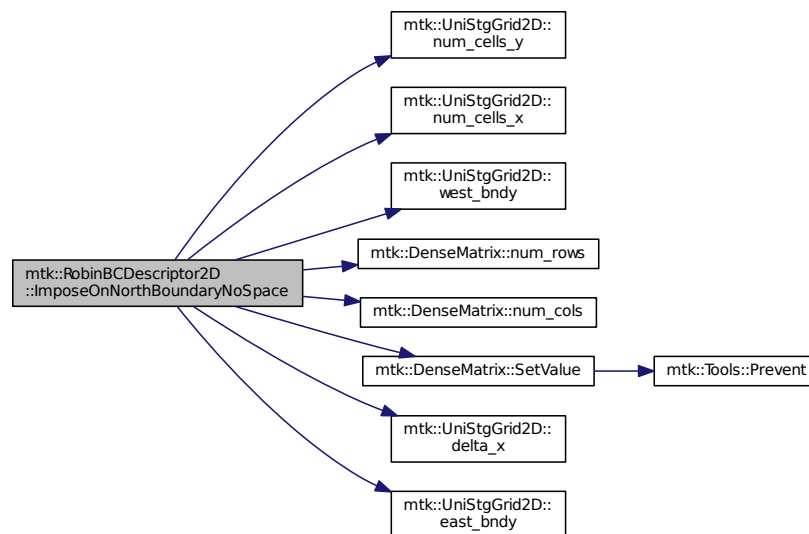 mtk::UniStgGrid2D::
num_cells_y
mtk::UniStgGrid2D::
num_cells_x
mtk::UniStgGrid2D::
west_bndy
mtk::RobinBCDescriptor2D
::ImposeOnNorthBoundaryNoSpace
mtk::DenseMatrix::num_rows
mtk::DenseMatrix::num_cols
mtk::DenseMatrix::SetValue
mtk::Tools::Prevent
mtk::UniStgGrid2D::
delta_x
mtk::UniStgGrid2D::
east_bndy